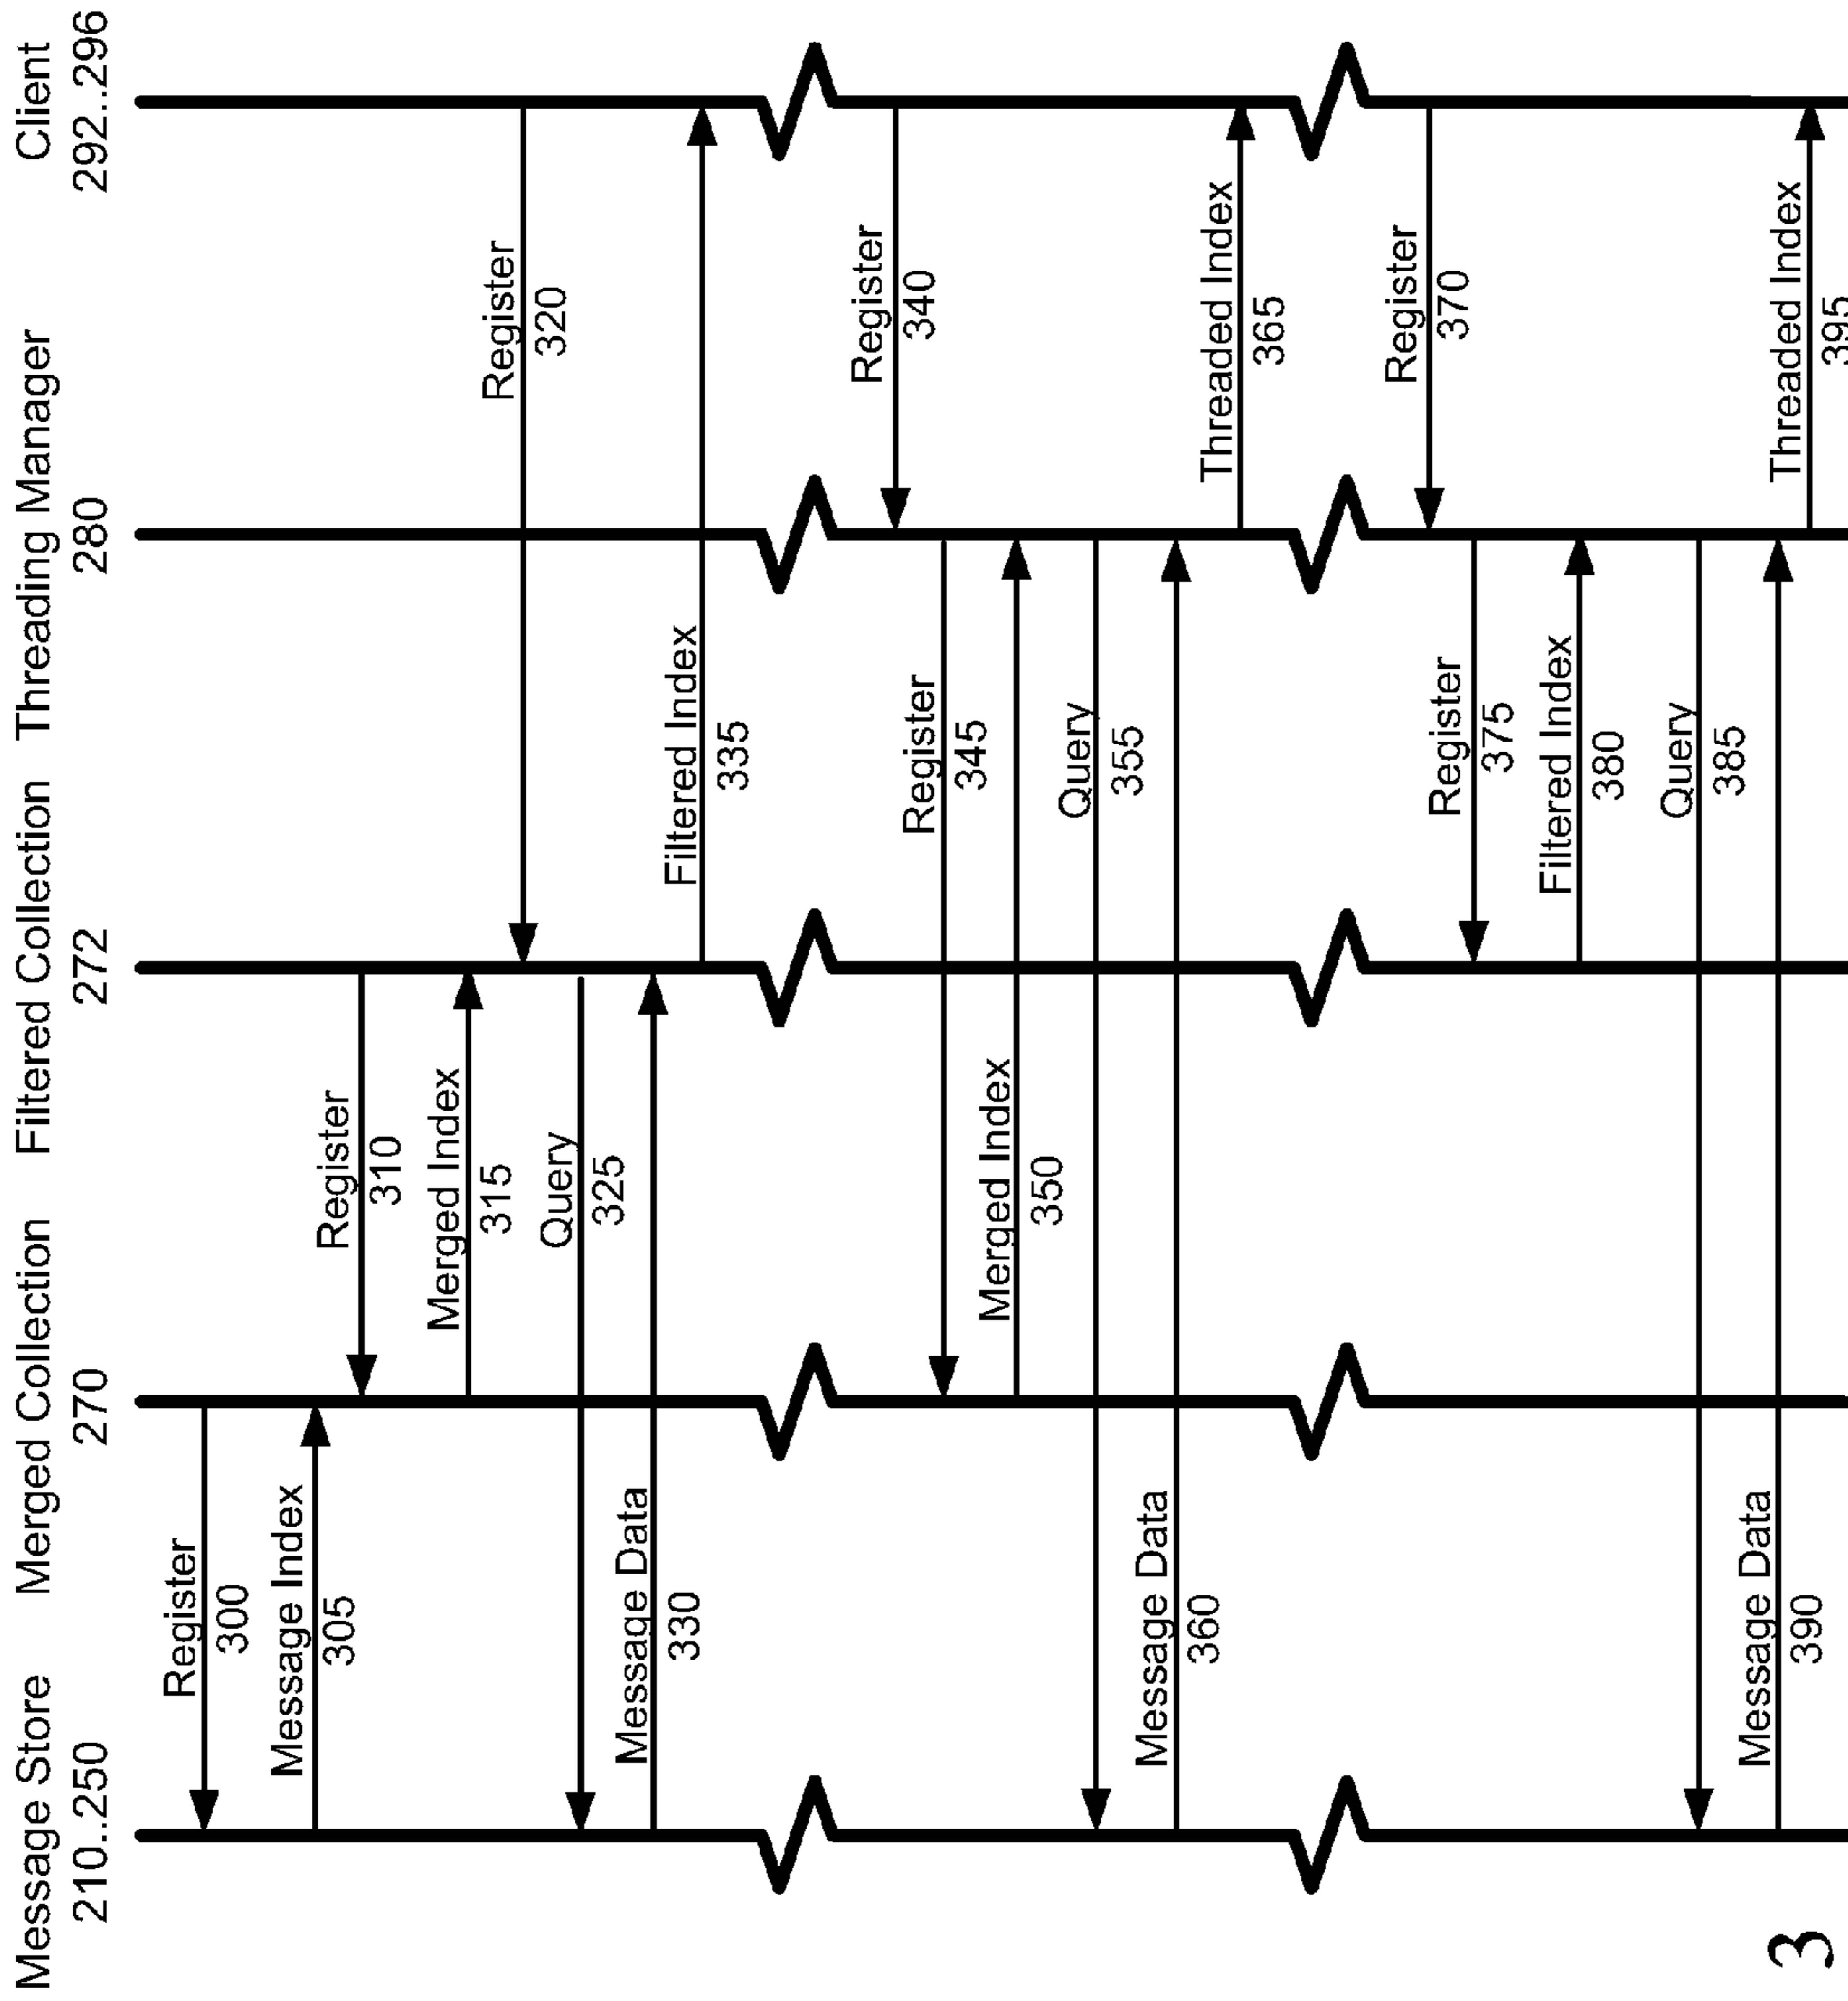 Message Store
210..250
Merged Collection
270
Filtered Collection
272
Threading Manager
280
Client
292..296
Register
300
Message Index
305
Register
310
Merged Index
315
Register
320
Query
325
Message Data
330
Filtered Index
335
Register
340
Register
345
Merged Index
350
Query
355
Message Data
360
Threaded Index
365
Register
370
Register
375
Filtered Index
380
Query
385
Message Data
390
Threaded Index
395
3